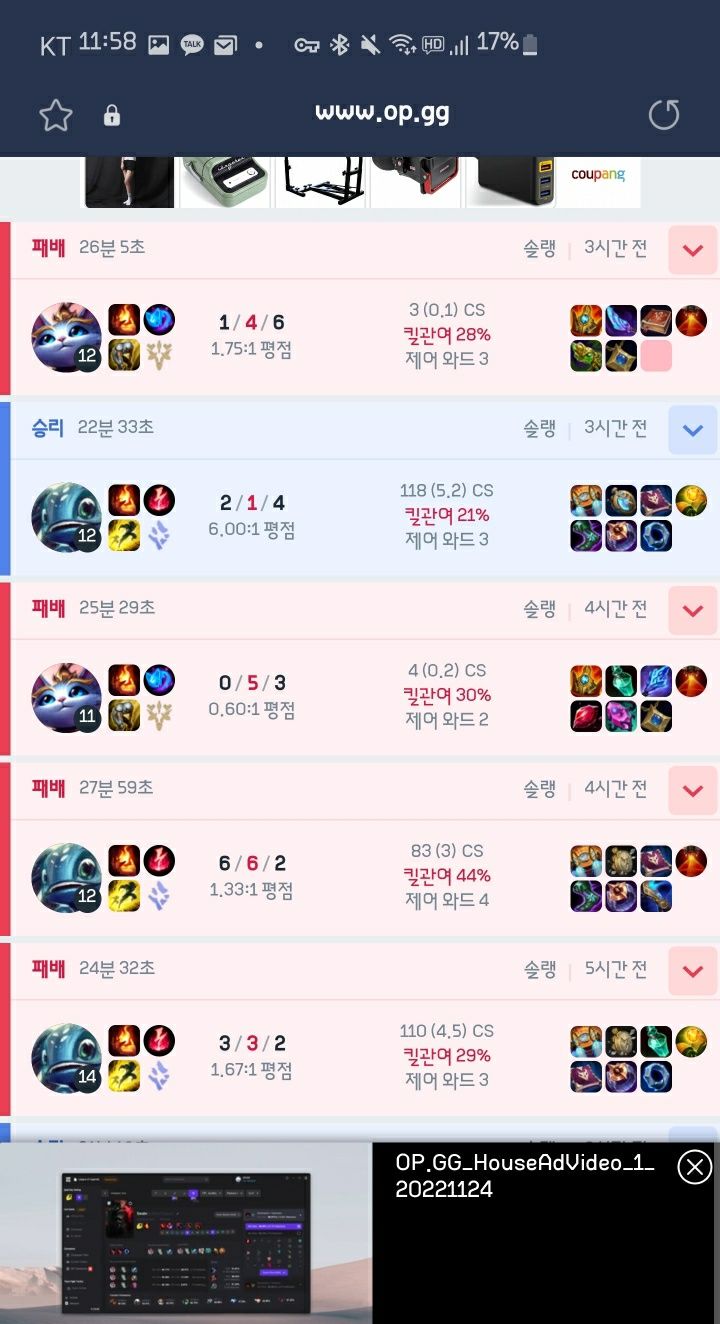 KT 11:58 TALK HD 17%
www.op.gg
coupang
패배 26분 5초 솔랭 3시간 전
12
1 / 4 / 6
1.75:1 평점
3 (0.1) CS
킬관여 28%
제어 와드 3
승리 22분 33초 솔랭 3시간 전
12
2 / 1 / 4
6.00:1 평점
118 (5.2) CS
킬관여 21%
제어 와드 3
패배 25분 29초 솔랭 4시간 전
11
0 / 5 / 3
0.60:1 평점
4 (0.2) CS
킬관여 30%
제어 와드 2
패배 27분 59초 솔랭 4시간 전
12
6 / 6 / 2
1.33:1 평점
83 (3) CS
킬관여 44%
제어 와드 4
패배 24분 32초 솔랭 5시간 전
14
3 / 3 / 2
1.67:1 평점
110 (4.5) CS
킬관여 29%
제어 와드 3
OP.GG_HouseAdVideo_1_
20221124